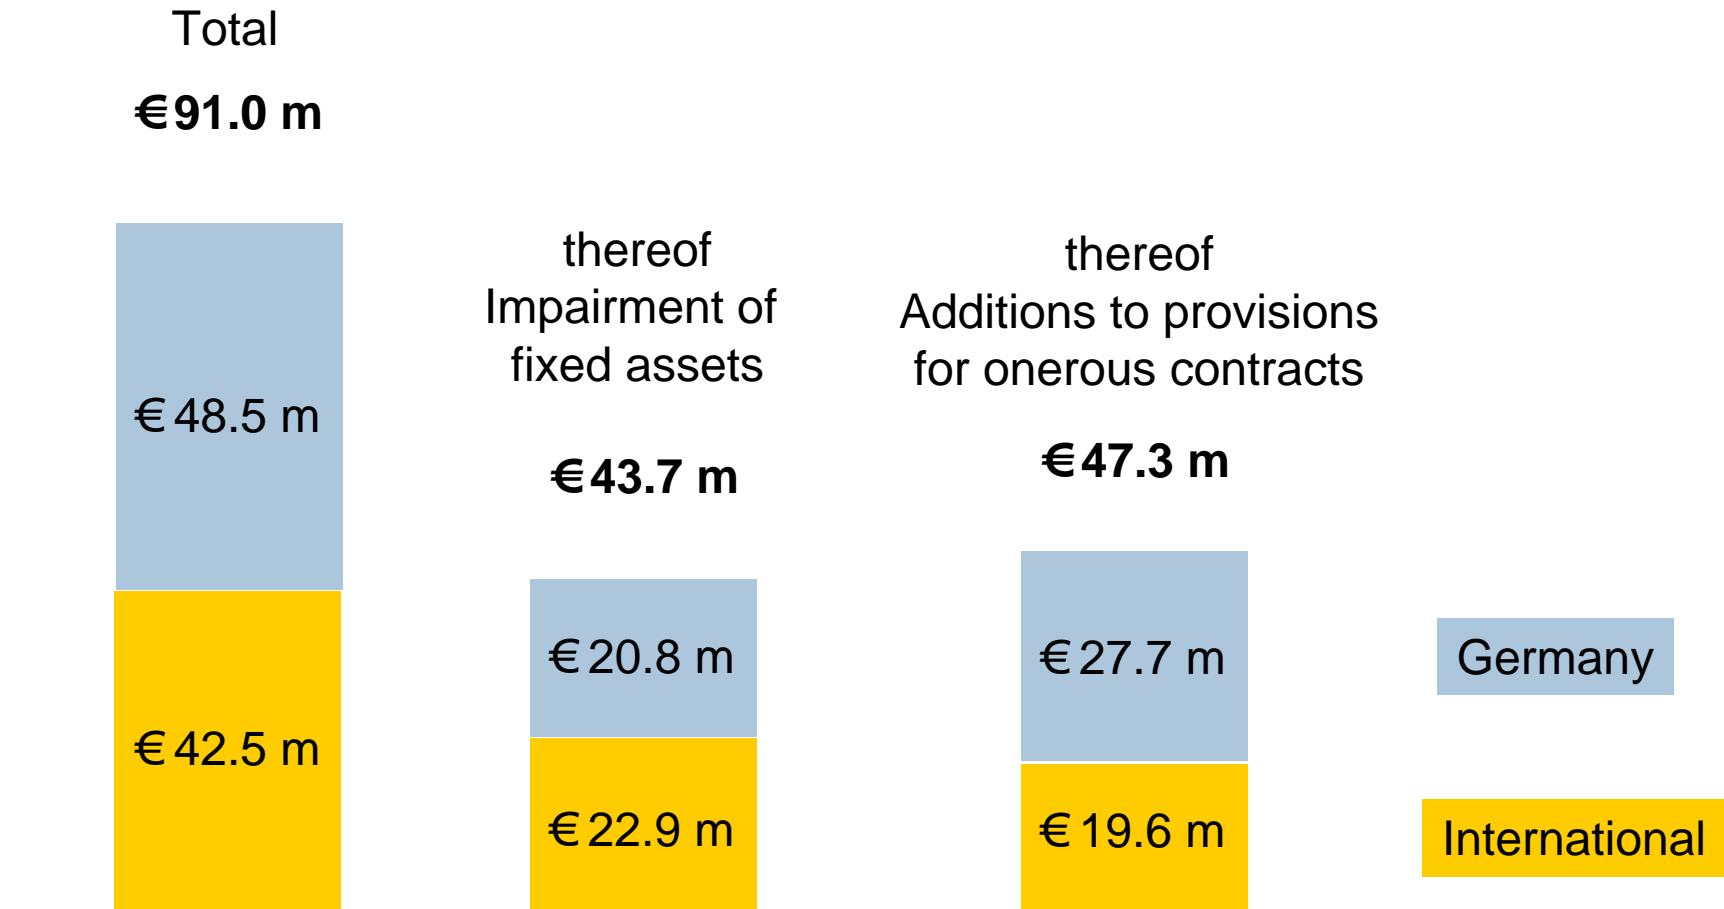 Total
€91.0 m
€48.5 m
€42.5 m
thereof
Impairment of
fixed assets
€43.7 m
€20.8 m
€22.9 m
thereof
Additions to provisions
for onerous contracts
€47.3 m
€27.7 m
€19.6 m
Germany
International